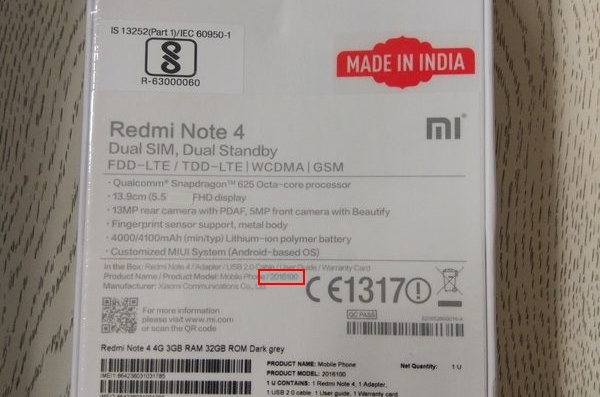 IS 13252(Part 1)/IEC 60950-1
R-63000060
MADE IN INDIA
mi
Redmi Note 4
Dual SIM, Dual Standby
FDD-LTE / TDD-LTE | WCDMA | GSM
· Qualcomm® Snapdragon™ 625 Octa-core processor
· 13.9cm (5.5 FHD display
· 13MP rear camera with PDAF, 5MP front camera with Beautify
· Fingerprint sensor support, metal body
· 4000/4100mAh (min/typ) Lithium-ion polymer battery
· Customized MIUI System (Android-based OS)
In the Box: Redmi Note 4 / Adapter / USB 2.0 Cable / User Guide / Warranty Card
Product Name / Product Model: Mobile Phone / 2016100
Manufacturer: Xiaomi Communications Co., Ltd.
CE1317
For more information
please visit www.mi.com
or scan the QR code
QC PASS
Redmi Note 4 4G 3GB RAM 32GB ROM Dark grey
PRODUCT NAME: Mobile Phone Net Quantity: 1 U
PRODUCT MODEL: 2016100
1 U CONTAINS: 1 Redmi Note 4, 1 Adapter,
1 USB 2.0 cable, 1 User guide, 1 Warranty card